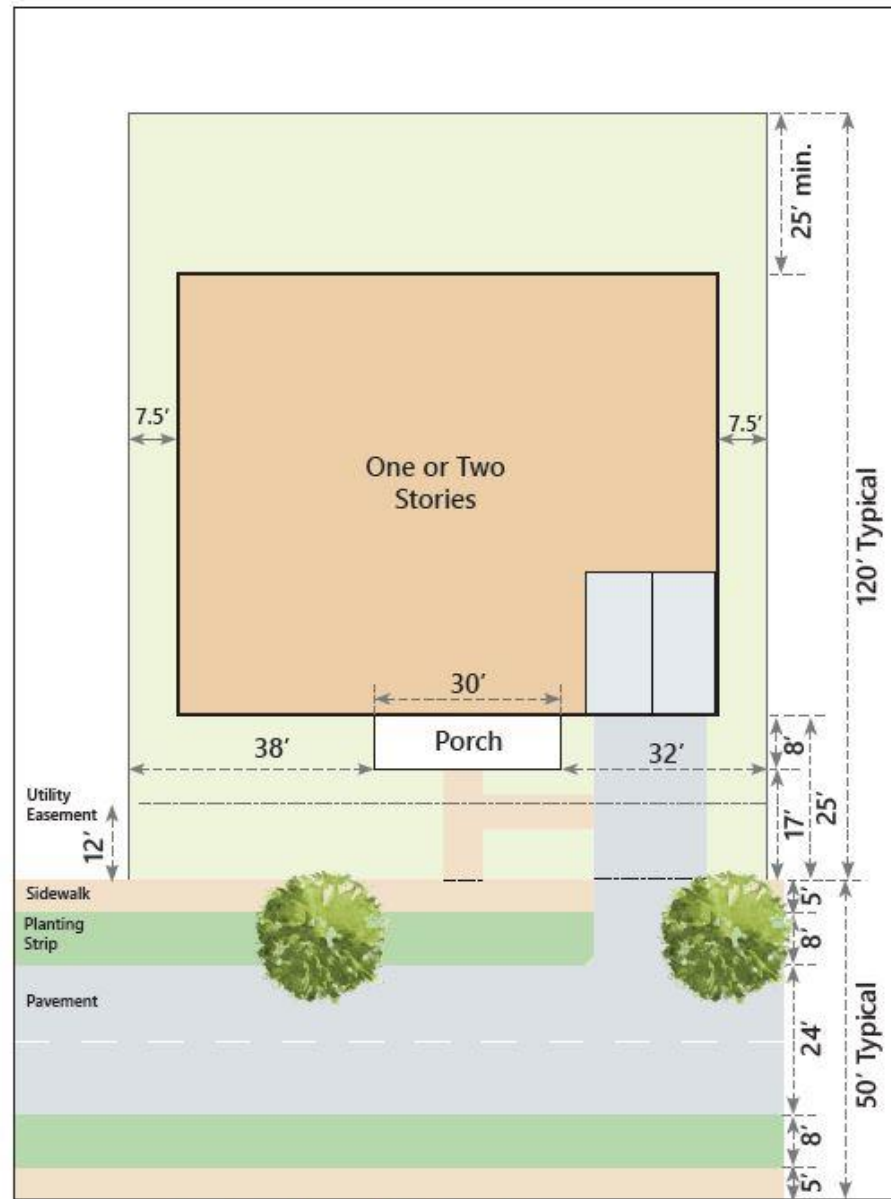 25′ min.
7.5′
7.5′
One or Two
Stories
120′ Typical
30′
Porch
38′
32′
8′
25′
17′
Utility
Easement
12′
Sidewalk
5′
Planting
Strip
8′
Pavement
24′
50′ Typical
8′
5′